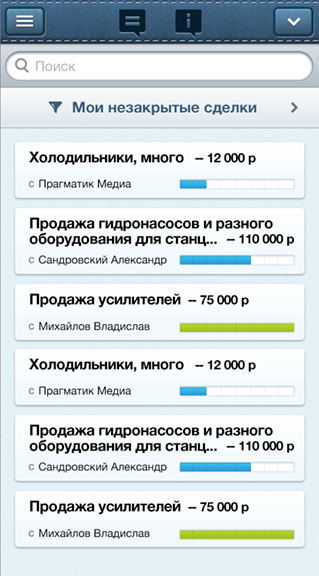 Поиск
Мои незакрытые сделки
Холодильники, много – 12 000 р
с Прагматик Медиа
Продажа гидронасосов и разного
оборудования для станц... – 110 000 р
с Сандровский Александр
Продажа усилителей – 75 000 р
с Михайлов Владислав
Холодильники, много – 12 000 р
с Прагматик Медиа
Продажа гидронасосов и разного
оборудования для станц... – 110 000 р
с Сандровский Александр
Продажа усилителей – 75 000 р
с Михайлов Владислав